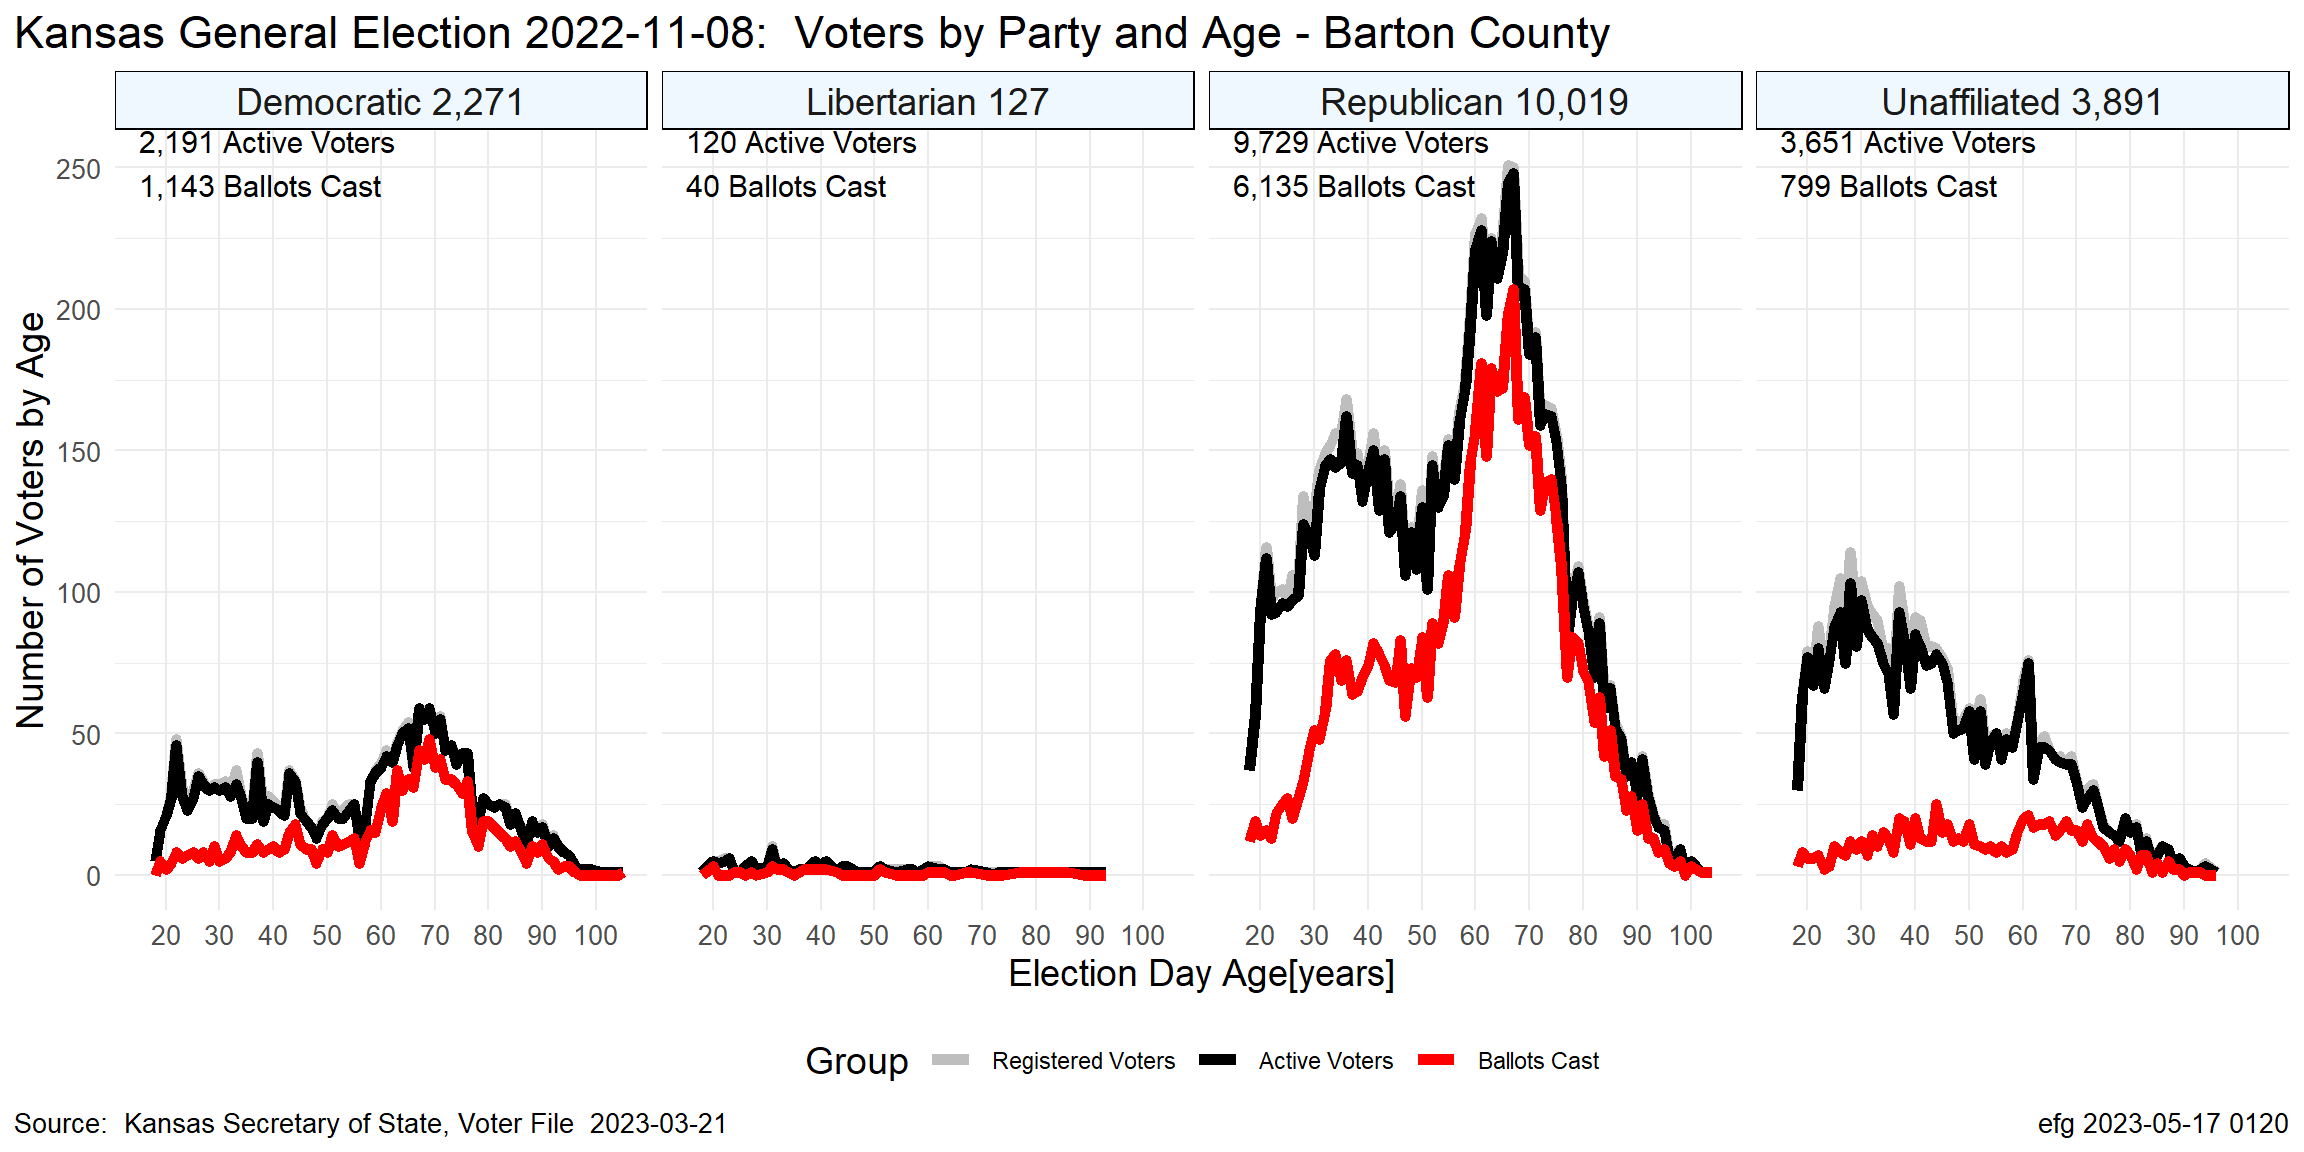 Kansas General Election 2022-11-08:  Voters by Party and Age - Barton County
Democratic 2,271
Libertarian 127
Republican 10,019
Unaffiliated 3,891
2,191 Active Voters
1,143 Ballots Cast
120 Active Voters
40 Ballots Cast
9,729 Active Voters
6,135 Ballots Cast
3,651 Active Voters
799 Ballots Cast
Number of Voters by Age
250
200
150
100
50
0
20 30 40 50 60 70 80 90 100
20 30 40 50 60 70 80 90 100
20 30 40 50 60 70 80 90 100
20 30 40 50 60 70 80 90 100
Election Day Age[years]
Group Registered Voters Active Voters Ballots Cast
Source:  Kansas Secretary of State, Voter File  2023-03-21
efg 2023-05-17 0120